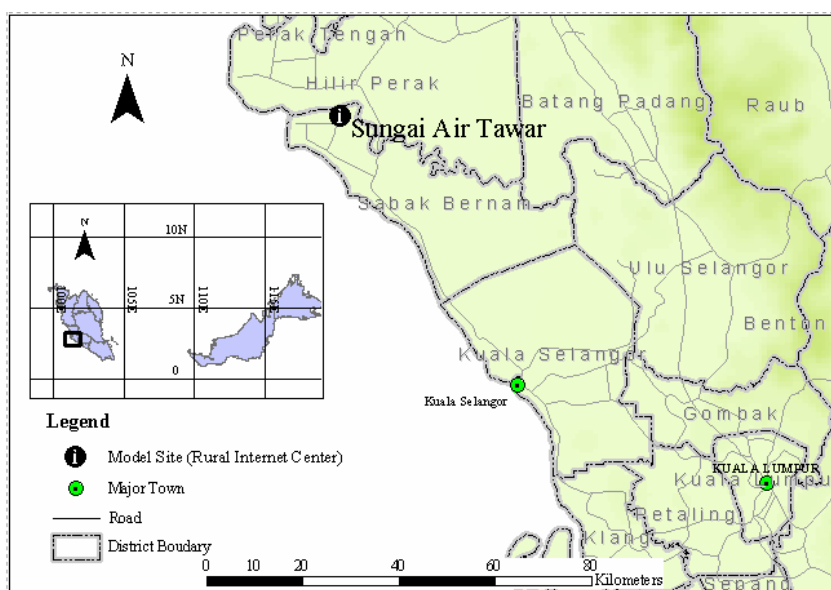 Perak Tengah
Hilir Perak
Batang Padang
Raub
N
i Sungai Air Tawar
Sabak Bernam
N
10N
100E
105E
110E
115E
5N
0
Ulu Selangor
Benton
Kuala Selangor
Kuala Selangor
Gombak
KUALA LUMPUR
Kuala Lumpu
Petaling
Klang
Sepang
Legend
i Model Site (Rural Internet Center)
Major Town
Road
District Boudary
0 10 20 40 60 80
Kilometers